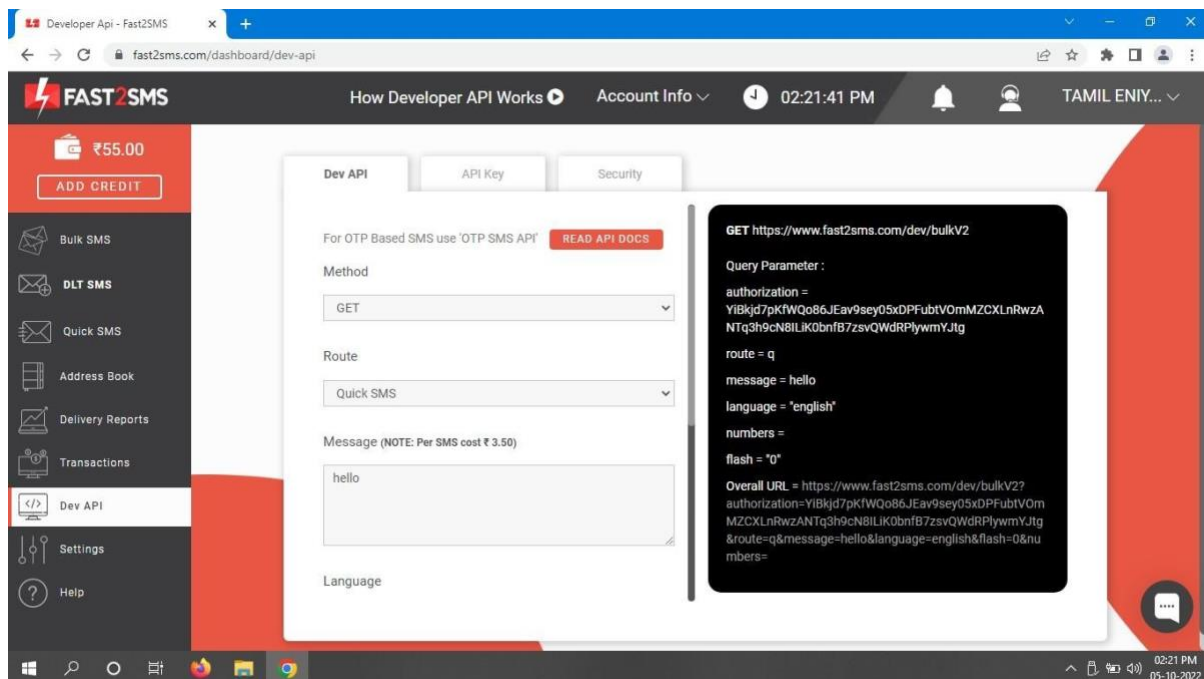 Developer Api - Fast2SMS
fast2sms.com/dashboard/dev-api
FAST2SMS
How Developer API Works
Account Info
02:21:41 PM
TAMIL ENIY...
₹55.00
ADD CREDIT
Bulk SMS
DLT SMS
Quick SMS
Address Book
Delivery Reports
Transactions
Dev API
Settings
Help
Dev API
API Key
Security
For OTP Based SMS use 'OTP SMS API'
READ API DOCS
Method
GET
Route
Quick SMS
Message (NOTE: Per SMS cost ₹ 3.50)
hello
Language
GET https://www.fast2sms.com/dev/bulkV2
Query Parameter :
authorization =
YiBkjd7pKfWQo86JEav9sey05xDPFubtVOmMZCXLnRwzA
NTq3h9cN8ILiK0bnfB7zsvQWdRPlywmYJtg
route = q
message = hello
language = "english"
numbers =
flash = "0"
Overall URL = https://www.fast2sms.com/dev/bulkV2?
authorization=YiBkjd7pKfWQo86JEav9sey05xDPFubtVOm
MZCXLnRwzANTq3h9cN8ILiK0bnfB7zsvQWdRPlywmYJtg
&route=q&message=hello&language=english&flash=0&nu
mbers=
02:21 PM
05-10-2022